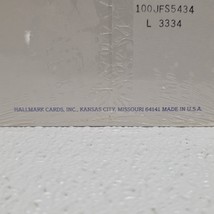 100JFS5434
L 3334
HALLMARK CARDS, INC., KANSAS CITY, MISSOURI 64141 MADE IN U.S.A.